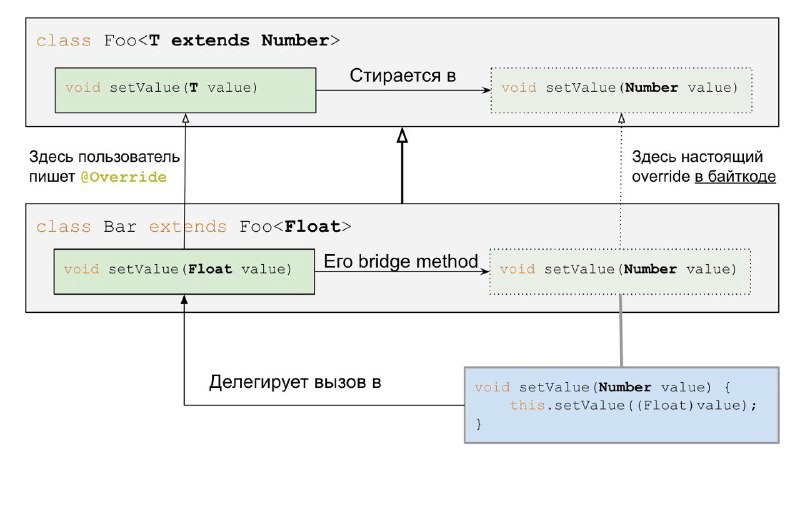 class Foo<T extends Number>
void setValue(T value)
Стирается в
void setValue(Number value)
Здесь пользователь
пишет @Override
Здесь настоящий
override в байткоде
class Bar extends Foo<Float>
void setValue(Float value)
Его bridge method
void setValue(Number value)
Делегирует вызов в
void setValue(Number value) {
this.setValue((Float)value);
}